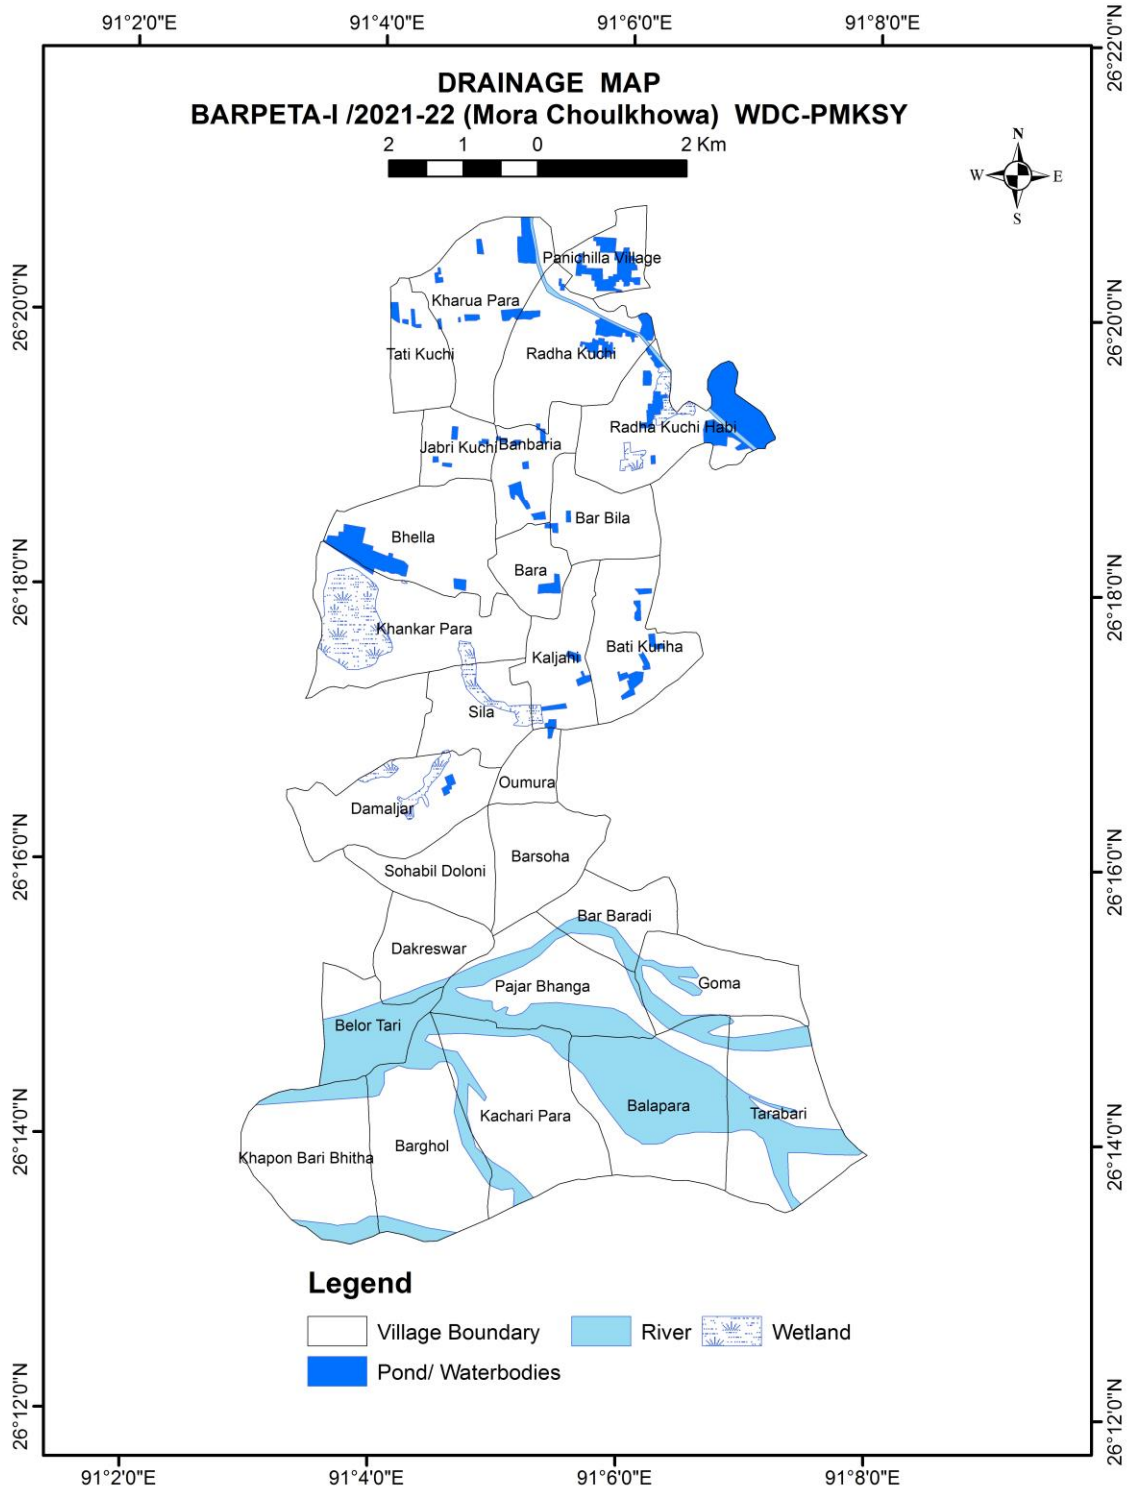 91°2'0"E 91°4'0"E 91°6'0"E 91°8'0"E
26°22'0"N
DRAINAGE MAP
BARPETA-I /2021-22 (Mora Choulkhowa) WDC-PMKSY
2 1 0 2 Km
N
W E
S
Panichilla Village
Kharua Para
26°20'0"N
26°20'0"N
Tati Kuchi
Radha Kuchi
Radha Kuchi Habi
Jabri Kuchi
Banbaria
Bar Bila
Bhella
Bara
26°18'0"N
26°18'0"N
Khankar Para
Kaljahi
Bati Kuriha
Sila
Oumura
Damaljar
26°16'0"N
26°16'0"N
Barsoha
Sohabil Doloni
Bar Baradi
Dakreswar
Pajar Bhanga
Goma
Belor Tari
Balapara
Kachari Para
Tarabari
26°14'0"N
26°14'0"N
Barghol
Khapon Bari Bhitha
Legend
Village Boundary River Wetland
Pond/ Waterbodies
26°12'0"N
26°12'0"N
91°2'0"E 91°4'0"E 91°6'0"E 91°8'0"E